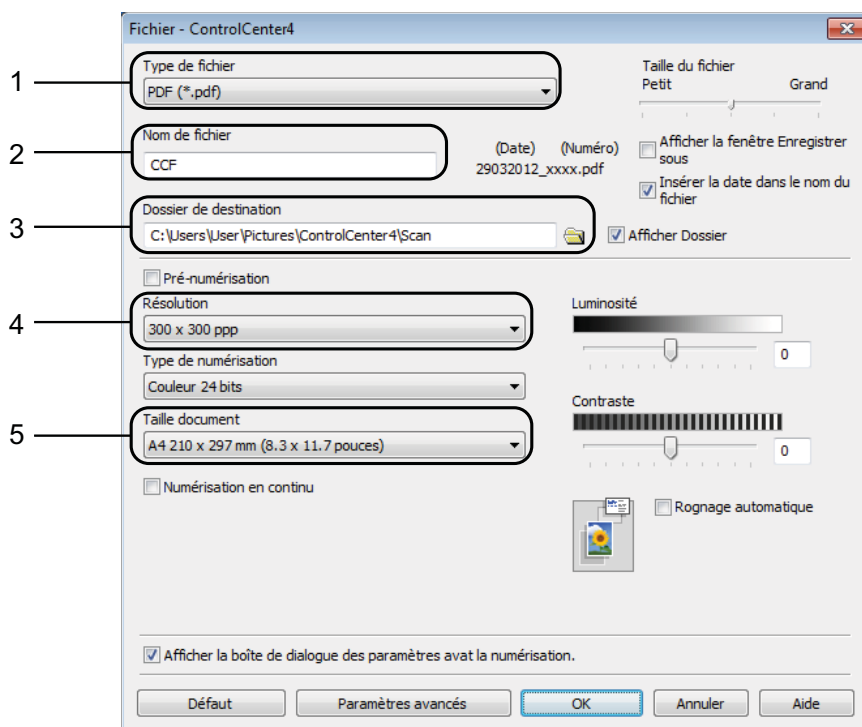 Fichier - ControlCenter4
1
Type de fichier
PDF (*.pdf)
Taille du fichier
Petit
Grand
2
Nom de fichier
CCF
(Date) (Numéro)
29032012_xxxx.pdf
Afficher la fenêtre Enregistrer
sous
Insérer la date dans le nom du
fichier
3
Dossier de destination
C:\Users\User\Pictures\ControlCenter4\Scan
Afficher Dossier
Pré-numérisation
4
Résolution
300 x 300 ppp
Type de numérisation
Couleur 24 bits
5
Taille document
A4 210 x 297 mm (8.3 x 11.7 pouces)
Numérisation en continu
Luminosité
0
Contraste
0
Rognage automatique
Afficher la boîte de dialogue des paramètres avat la numérisation.
Défaut
Paramètres avancés
OK
Annuler
Aide